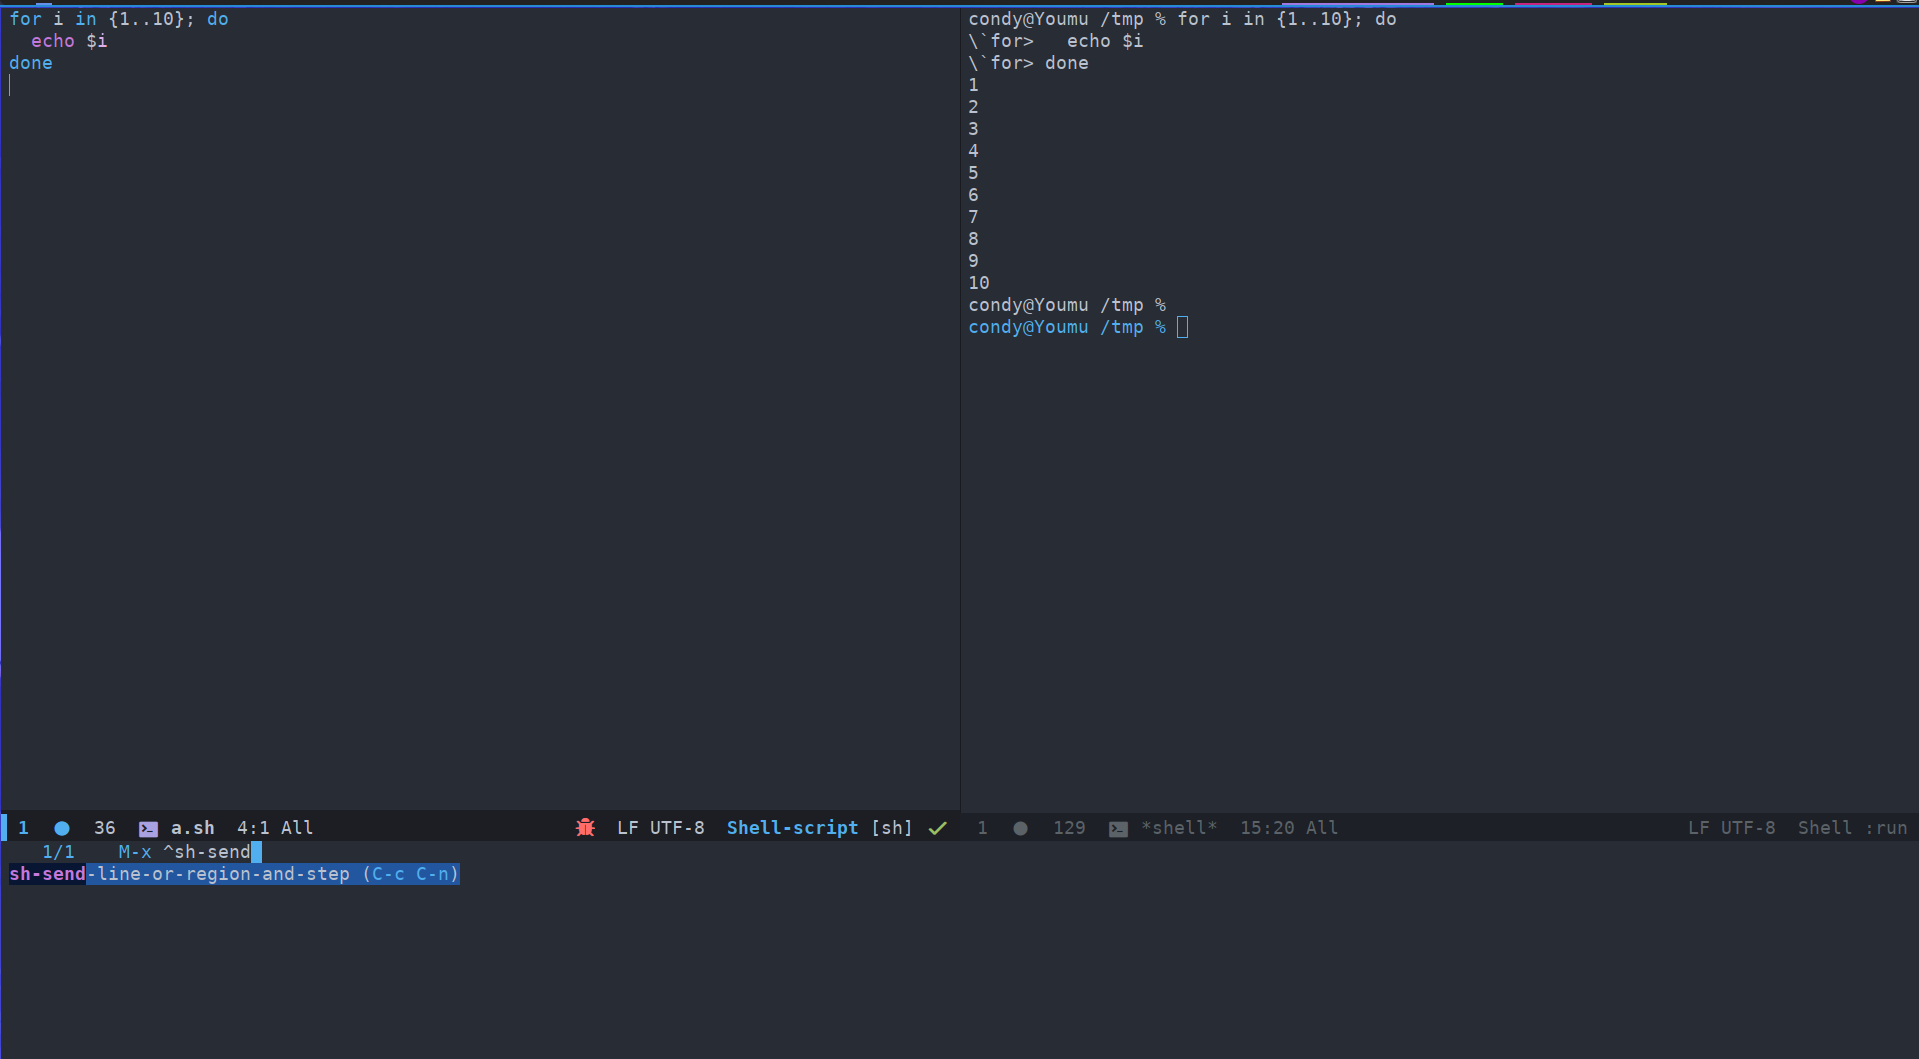 for i in {1..10}; do
  echo $i
done
condy@Youmu /tmp % for i in {1..10}; do
\`for>   echo $i
\`for> done
1
2
3
4
5
6
7
8
9
10
condy@Youmu /tmp %
condy@Youmu /tmp %
1 36 a.sh 4:1 All LF UTF-8 Shell-script [sh]
1 129 *shell* 15:20 All LF UTF-8 Shell :run
1/1 M-x ^sh-send
sh-send-line-or-region-and-step (C-c C-n)